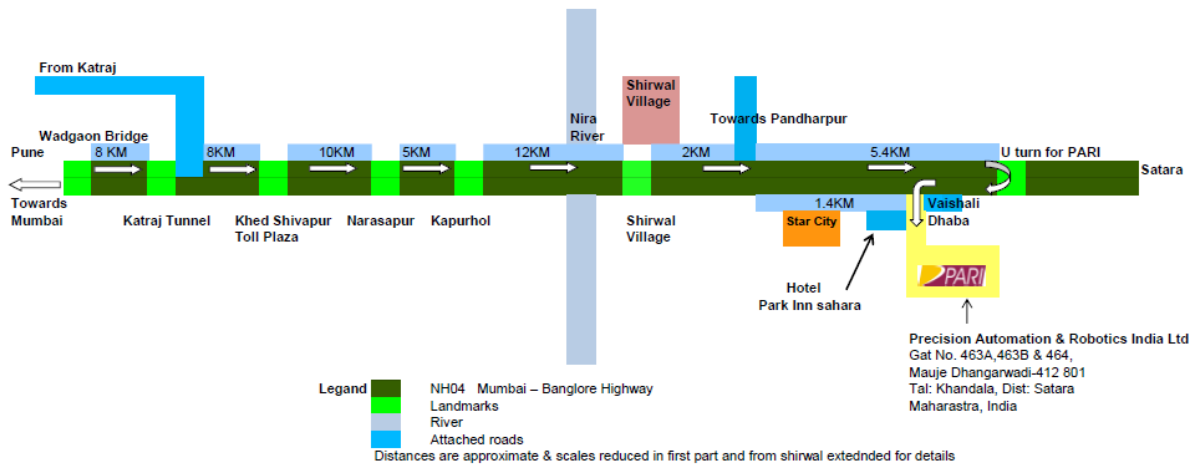 From Katraj
Shirwal
Village
Nira
River
Towards Pandharpur
Wadgaon Bridge
Pune
8 KM
8KM
10KM
5KM
12KM
2KM
5.4KM
U turn for PARI
Satara
Towards
Mumbai
Katraj Tunnel
Khed Shivapur
Toll Plaza
Narasapur
Kapurhol
Shirwal
Village
1.4KM
Star City
Vaishali
Dhaba
PARI
Hotel
Park Inn sahara
Precision Automation & Robotics India Ltd
Gat No. 463A,463B & 464,
Mauje Dhangarwadi-412 801
Tal: Khandala, Dist: Satara
Maharastra, India
Legand
NH04 Mumbai – Banglore Highway
Landmarks
River
Attached roads
Distances are approximate & scales reduced in first part and from shirwal extednded for details